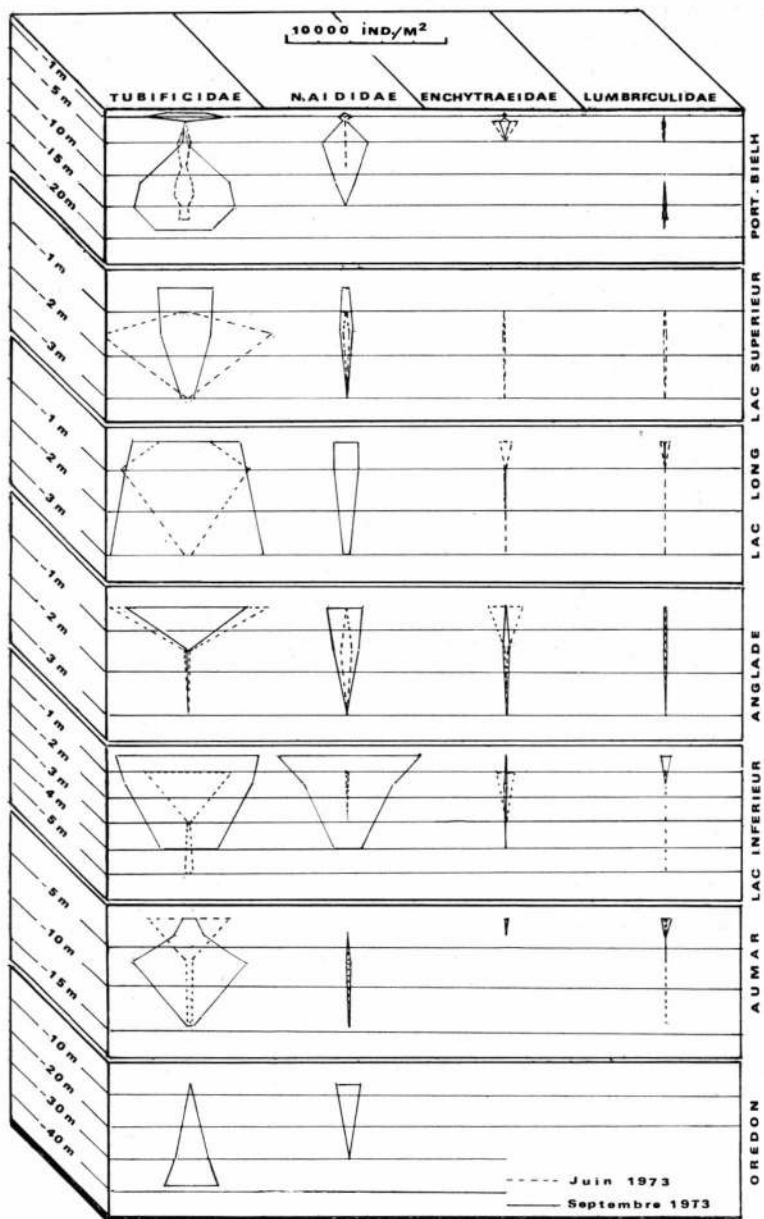 10000 IND./M²
TUBIFICIDAE N.AIDIDAE ENCHYTRAEIDAE LUMBRICULIDAE
-1m
-5m
-10m
-15m
-20m
PORT. BIELH
-1m
-2m
-3m
LAC SUPERIEUR
-1m
-2m
-3m
LAC LONG
-1m
-2m
-3m
ANGLADE
-1m
-2m
-3m
-4m
-5m
LAC INFERIEUR
-5m
-10m
-15m
AUMAR
-10m
-20m
-30m
-40m
OREDON
Juin 1973
Septembre 1973